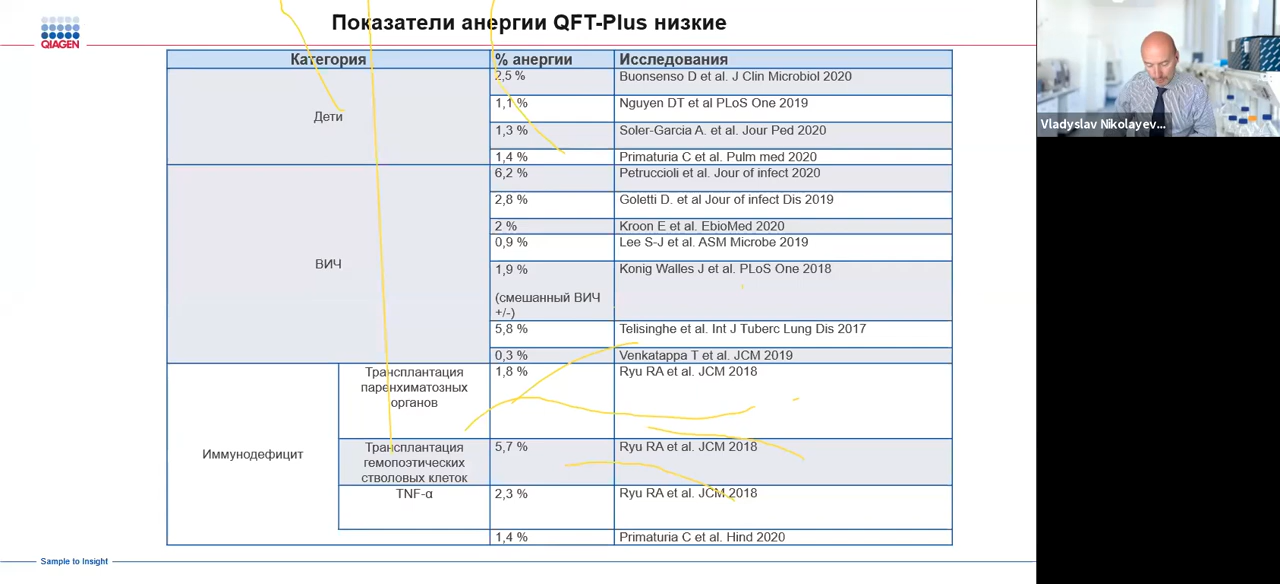 Показатели анергии QFT-Plus низкие
QIAGEN
Категория % анергии Исследования
Дети
2,5 % Buonsenso D et al. J Clin Microbiol 2020
1,1 % Nguyen DT et al PLoS One 2019
1,3 % Soler-Garcia A. et al. Jour Ped 2020
1,4 % Primaturia C et al. Pulm med 2020
ВИЧ
6,2 % Petruccioli et al. Jour of infect 2020
2,8 % Goletti D. et al Jour of infect Dis 2019
2 % Kroon E et al. EbioMed 2020
0,9 % Lee S-J et al. ASM Microbe 2019
1,9 % Konig Walles J et al. PLoS One 2018
(смешанный ВИЧ
+/-)
5,8 % Telisinghe et al. Int J Tuberc Lung Dis 2017
0,3 % Venkatappa T et al. JCM 2019
Иммунодефицит
Трансплантация 1,8 % Ryu RA et al. JCM 2018
паренхиматозных
органов
Трансплантация 5,7 % Ryu RA et al. JCM 2018
гемопоэтических
стволовых клеток
TNF-α 2,3 % Ryu RA et al. JCM 2018
1,4 % Primaturia C et al. Hind 2020
Sample to Insight
Vladyslav Nikolayev...